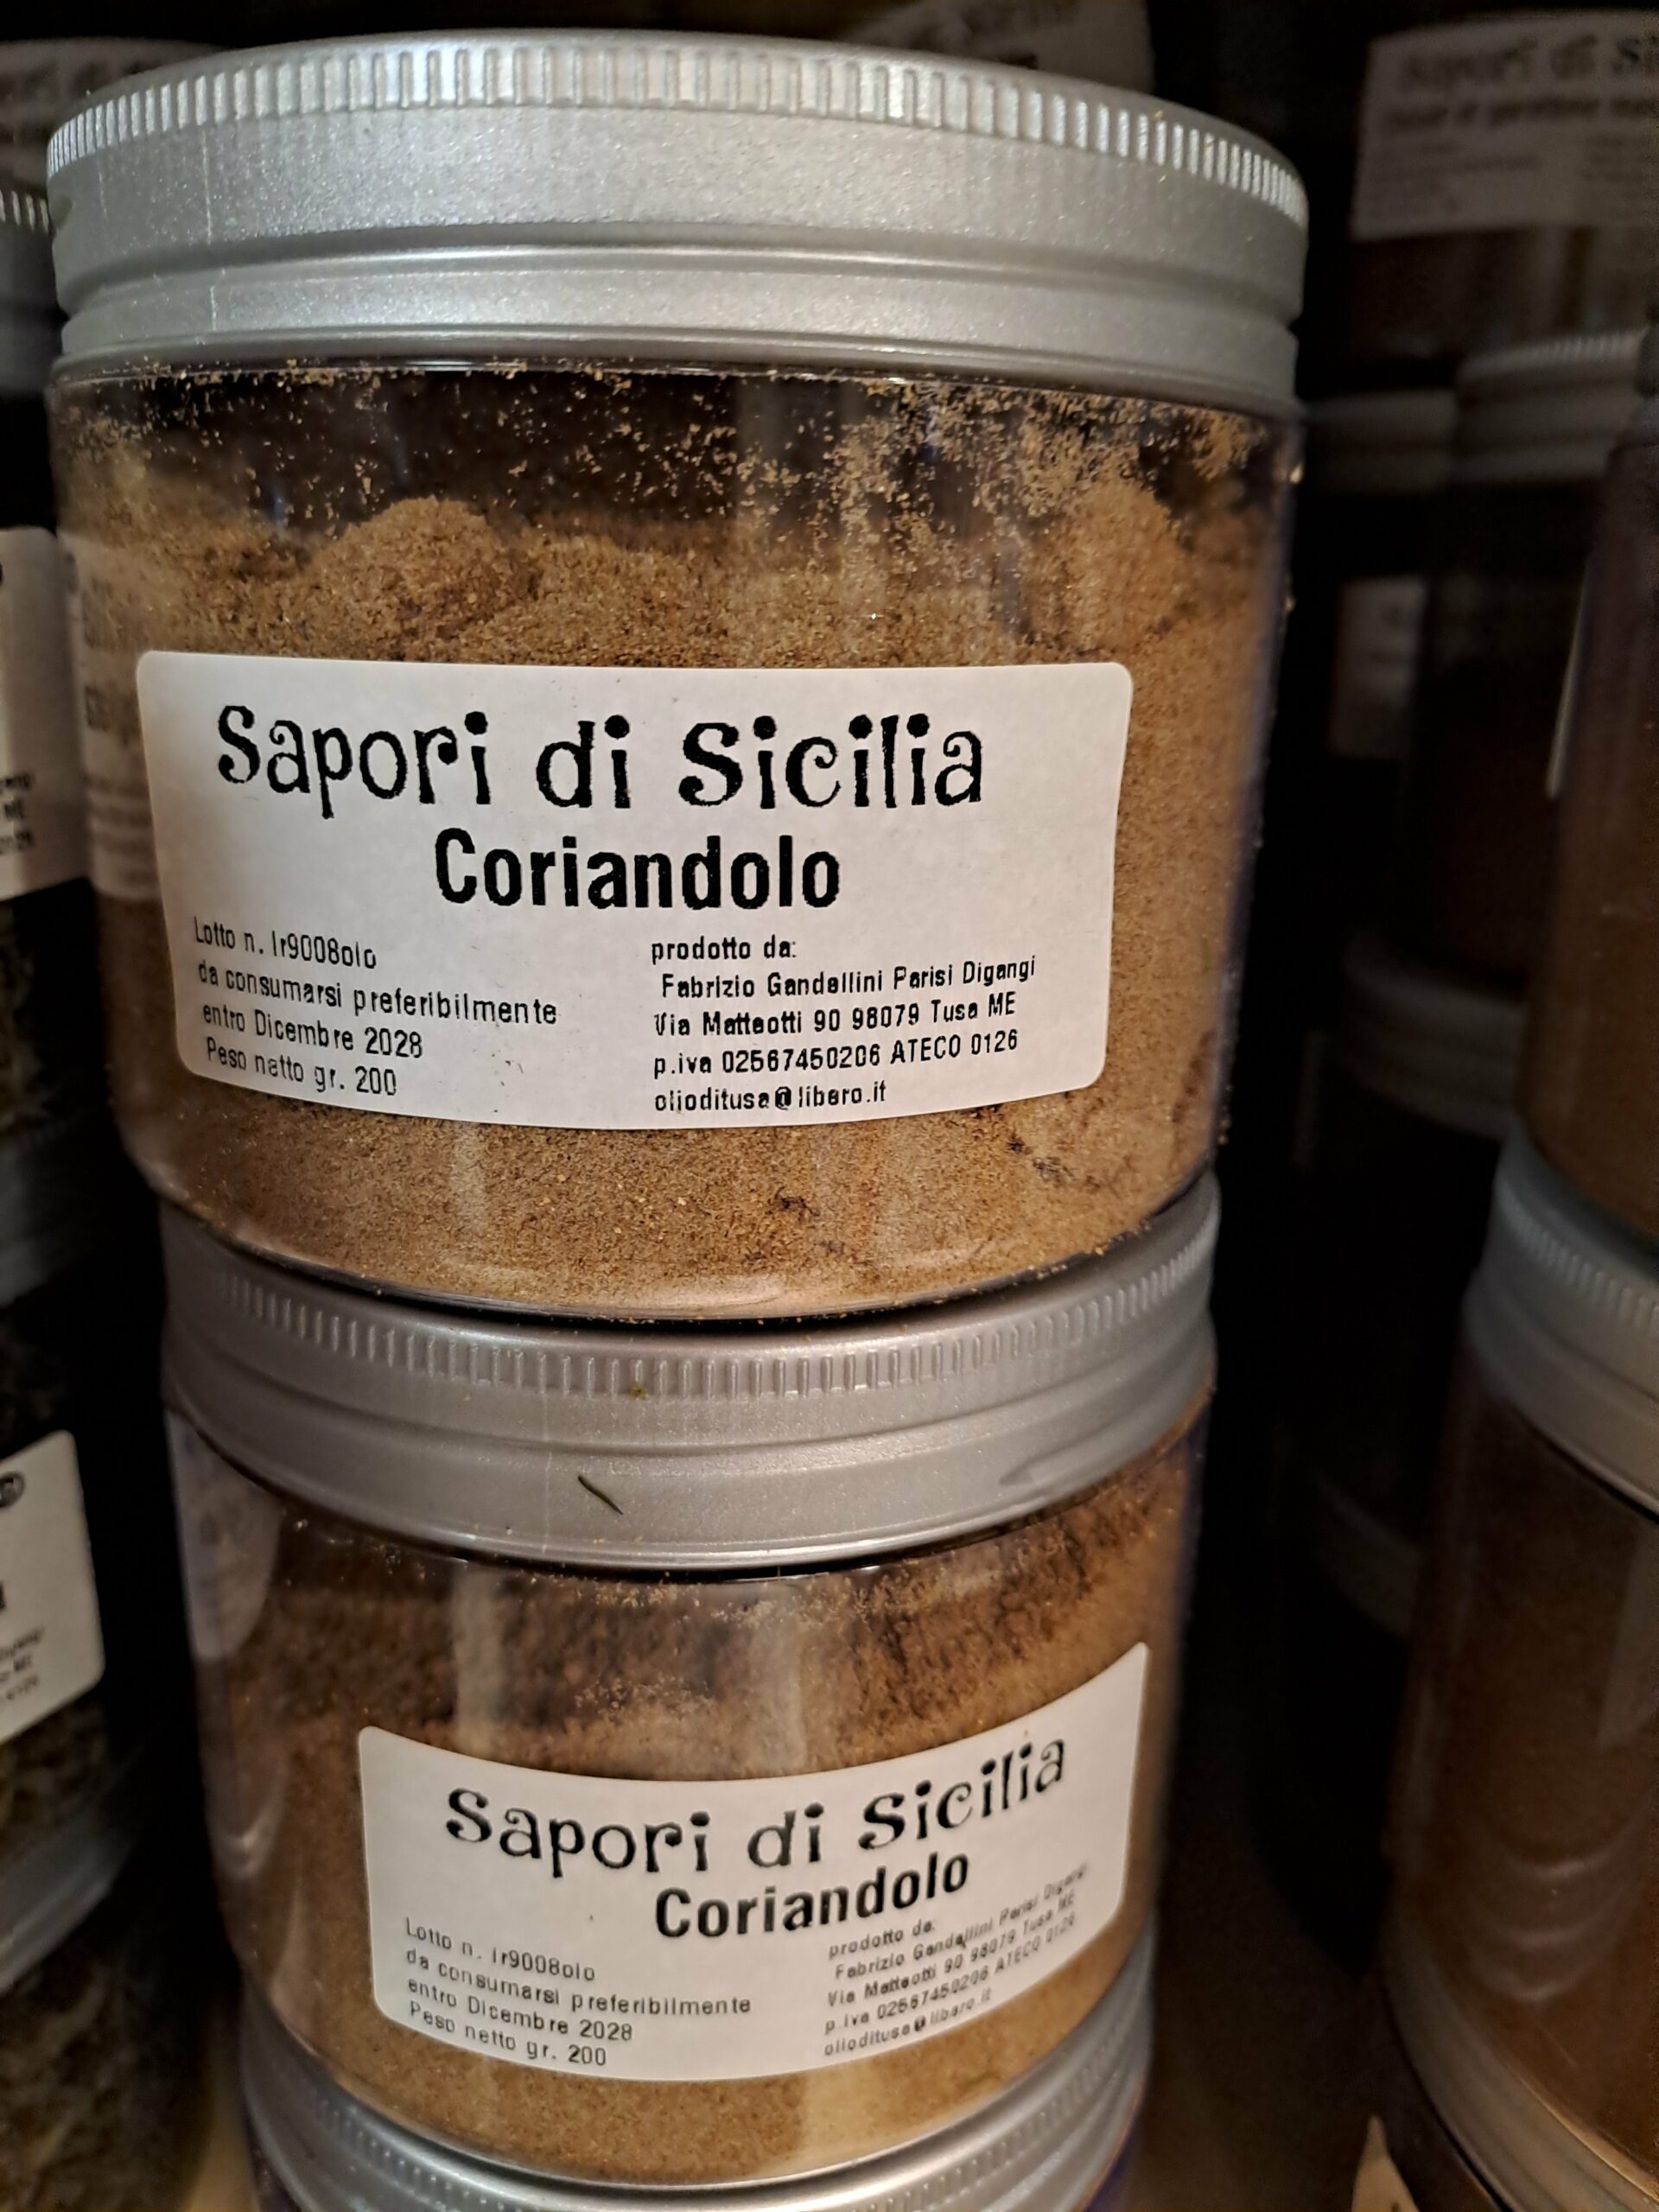 Sapori di Sicilia
Coriandolo
Lotto n. lr9008olo
da consumarsi preferibilmente
entro Dicembre 2028
Peso netto gr. 200
prodotto da:
Fabrizio Gandellini Parisi Digangi
Via Matteotti 90 98079 Tusa ME
p.iva 02567450206 ATECO 0126
olioditusa@libero.it
Sapori di Sicilia
Coriandolo
Lotto n. lr9008olo
da consumarsi preferibilmente
entro Dicembre 2028
Peso netto gr. 200
prodotto da:
Fabrizio Gandellini Parisi Digangi
Via Matteotti 90 98079 Tusa ME
p.iva 02567450206 ATECO 0126
olioditusa@libero.it